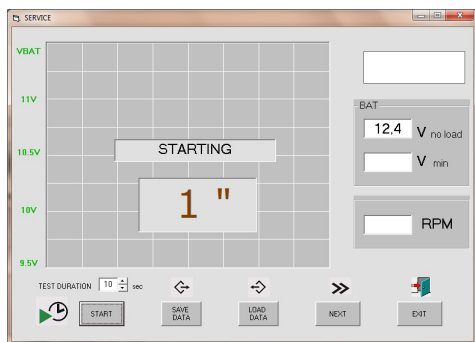 SERVICE
VBAT
11V
10.5V
10V
9.5V
STARTING
1 "
BAT
12,4 V no load
V min
RPM
TEST DURATION 10 sec
START
SAVE DATA
LOAD DATA
NEXT
EXIT